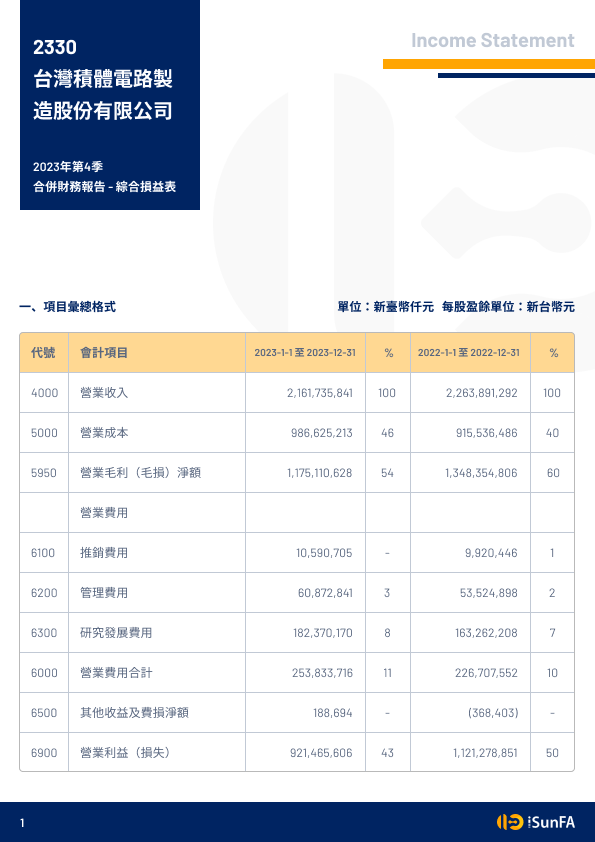 2330
台灣積體電路製
造股份有限公司
2023年第4季
合併財務報告 - 綜合損益表
Income Statement
一、項目彙總格式
單位：新臺幣仟元 每股盈餘單位：新台幣元
代號 會計項目 2023-1-1 至 2023-12-31 % 2022-1-1 至 2022-12-31 %
4000 營業收入 2,161,735,841 100 2,263,891,292 100
5000 營業成本 986,625,213 46 915,536,486 40
5950 營業毛利（毛損）淨額 1,175,110,628 54 1,348,354,806 60
營業費用
6100 推銷費用 10,590,705 - 9,920,446 1
6200 管理費用 60,872,841 3 53,524,898 2
6300 研究發展費用 182,370,170 8 163,262,208 7
6000 營業費用合計 253,833,716 11 226,707,552 10
6500 其他收益及費損淨額 188,694 - (368,403) -
6900 營業利益（損失） 921,465,606 43 1,121,278,851 50
1
iSunFA